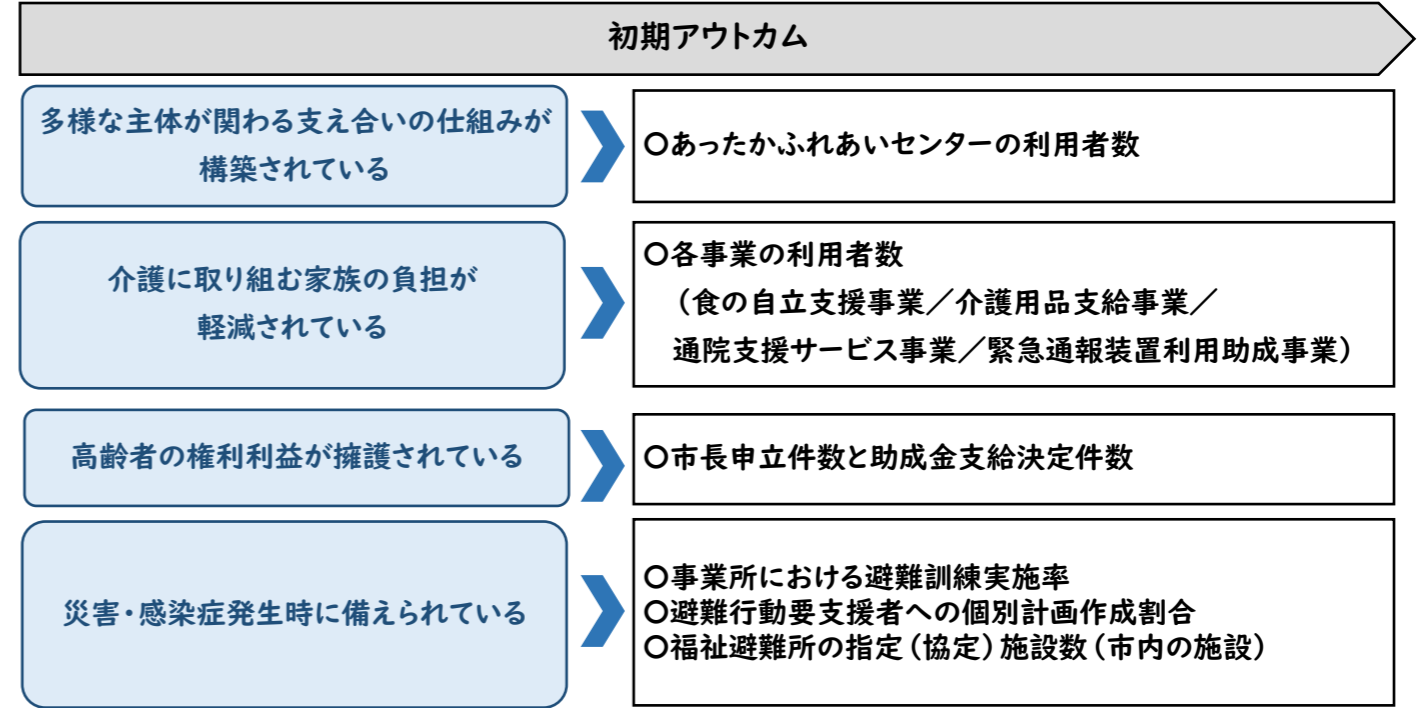 初期アウトカム
多様な主体が関わる支え合いの仕組みが
構築されている
〇あったかふれあいセンターの利用者数
介護に取り組む家族の負担が
軽減されている
〇各事業の利用者数
（食の自立支援事業／介護用品支給事業／
通院支援サービス事業／緊急通報装置利用助成事業）
高齢者の権利利益が擁護されている
〇市長申立件数と助成金支給決定件数
災害・感染症発生時に備えられている
〇事業所における避難訓練実施率
〇避難行動要支援者への個別計画作成割合
〇福祉避難所の指定（協定）施設数（市内の施設）